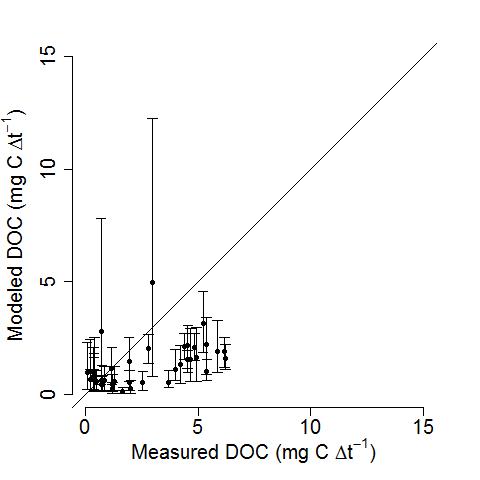 15
10
5
0
Modeled DOC (mg C Δt⁻¹)
0 5 10 15
Measured DOC (mg C Δt⁻¹)